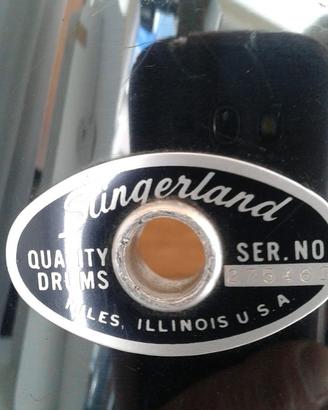 Slingerland
QUALITY DRUMS
SER. NO
NILES, ILLINOIS U.S.A